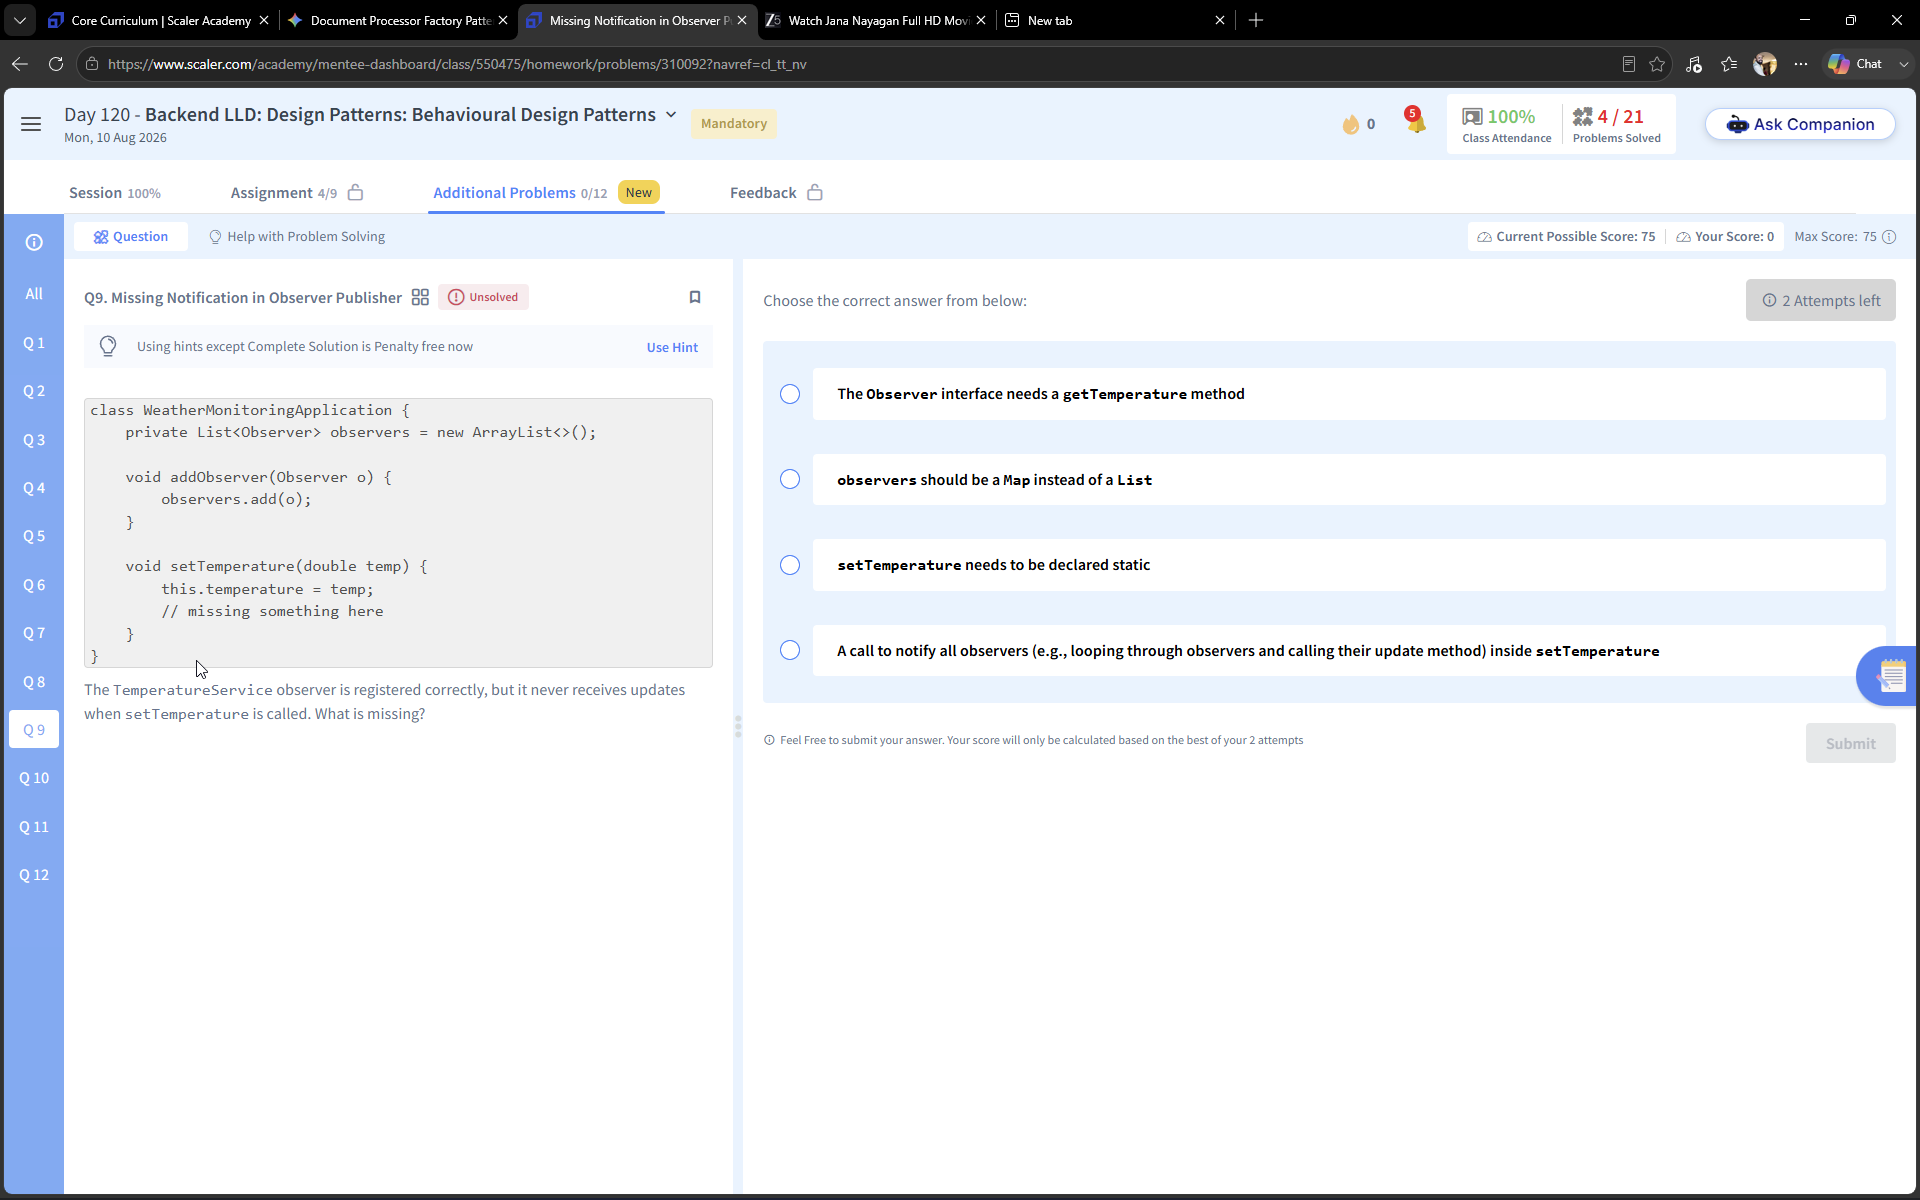 Core Curriculum | Scaler Academy
Document Processor Factory Patte
Missing Notification in Observer P
Watch Jana Nayagan Full HD Movi
New tab
https://www.scaler.com/academy/mentee-dashboard/class/550475/homework/problems/310092?navref=cl_tt_nv
Chat
Day 120 - Backend LLD: Design Patterns: Behavioural Design Patterns
Mon, 10 Aug 2026
Mandatory
0
5
100%
Class Attendance
4 / 21
Problems Solved
Ask Companion
Session 100%
Assignment 4/9
Additional Problems 0/12
New
Feedback
Question
Help with Problem Solving
Current Possible Score: 75
Your Score: 0
Max Score: 75
All
Q 1
Q 2
Q 3
Q 4
Q 5
Q 6
Q 7
Q 8
Q 9
Q 10
Q 11
Q 12
Q9. Missing Notification in Observer Publisher
Unsolved
Using hints except Complete Solution is Penalty free now
Use Hint
class WeatherMonitoringApplication {
    private List<Observer> observers = new ArrayList<>();
    void addObserver(Observer o) {
        observers.add(o);
    }
    void setTemperature(double temp) {
        this.temperature = temp;
        // missing something here
    }
}
The TemperatureService observer is registered correctly, but it never receives updates
when setTemperature is called. What is missing?
Choose the correct answer from below:
2 Attempts left
The Observer interface needs a getTemperature method
observers should be a Map instead of a List
setTemperature needs to be declared static
A call to notify all observers (e.g., looping through observers and calling their update method) inside setTemperature
Feel Free to submit your answer. Your score will only be calculated based on the best of your 2 attempts
Submit